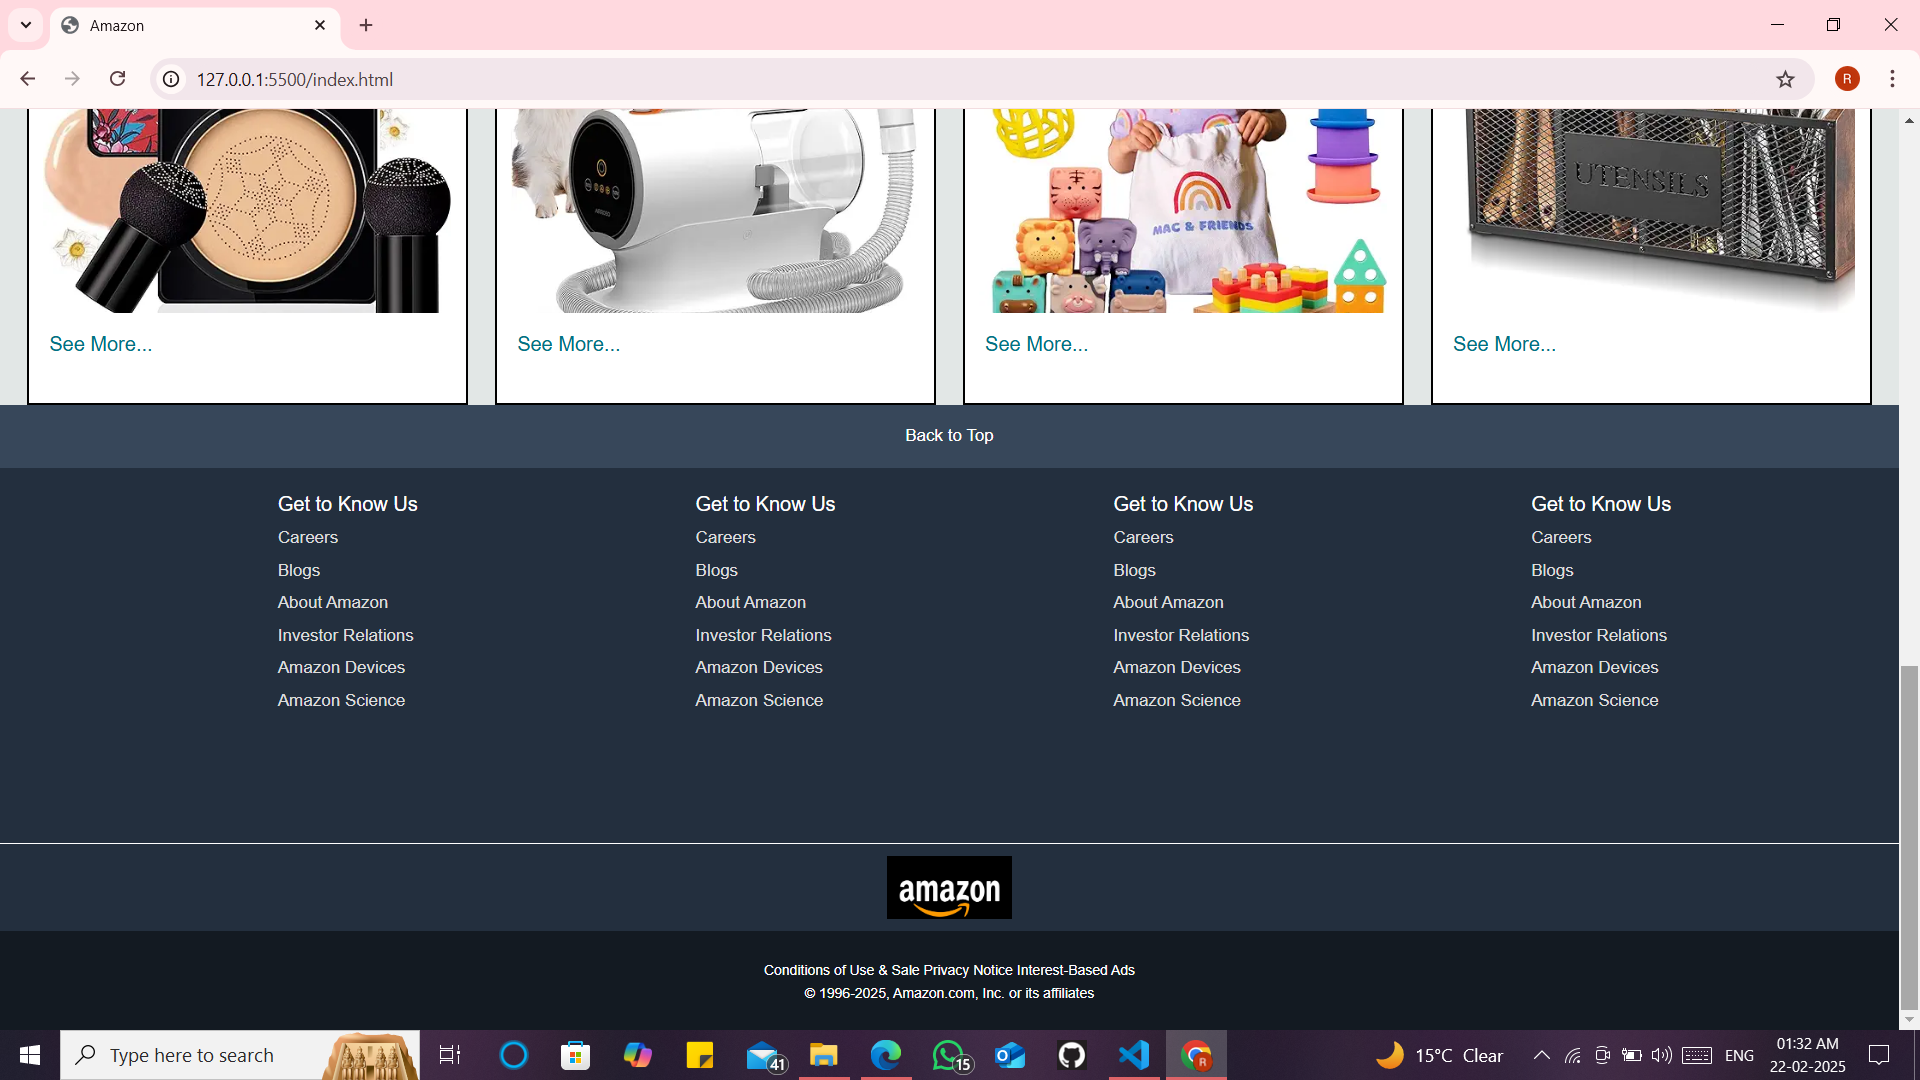 Amazon
127.0.0.1:5500/index.html
R
UTENSILS
MAC & FRIENDS
See More...
See More...
See More...
See More...
Back to Top
Get to Know Us
Careers
Blogs
About Amazon
Investor Relations
Amazon Devices
Amazon Science
Get to Know Us
Careers
Blogs
About Amazon
Investor Relations
Amazon Devices
Amazon Science
Get to Know Us
Careers
Blogs
About Amazon
Investor Relations
Amazon Devices
Amazon Science
Get to Know Us
Careers
Blogs
About Amazon
Investor Relations
Amazon Devices
Amazon Science
amazon
Conditions of Use & Sale Privacy Notice Interest-Based Ads
© 1996-2025, Amazon.com, Inc. or its affiliates
Type here to search
41
15
R
15°C Clear
ENG
01:32 AM
22-02-2025